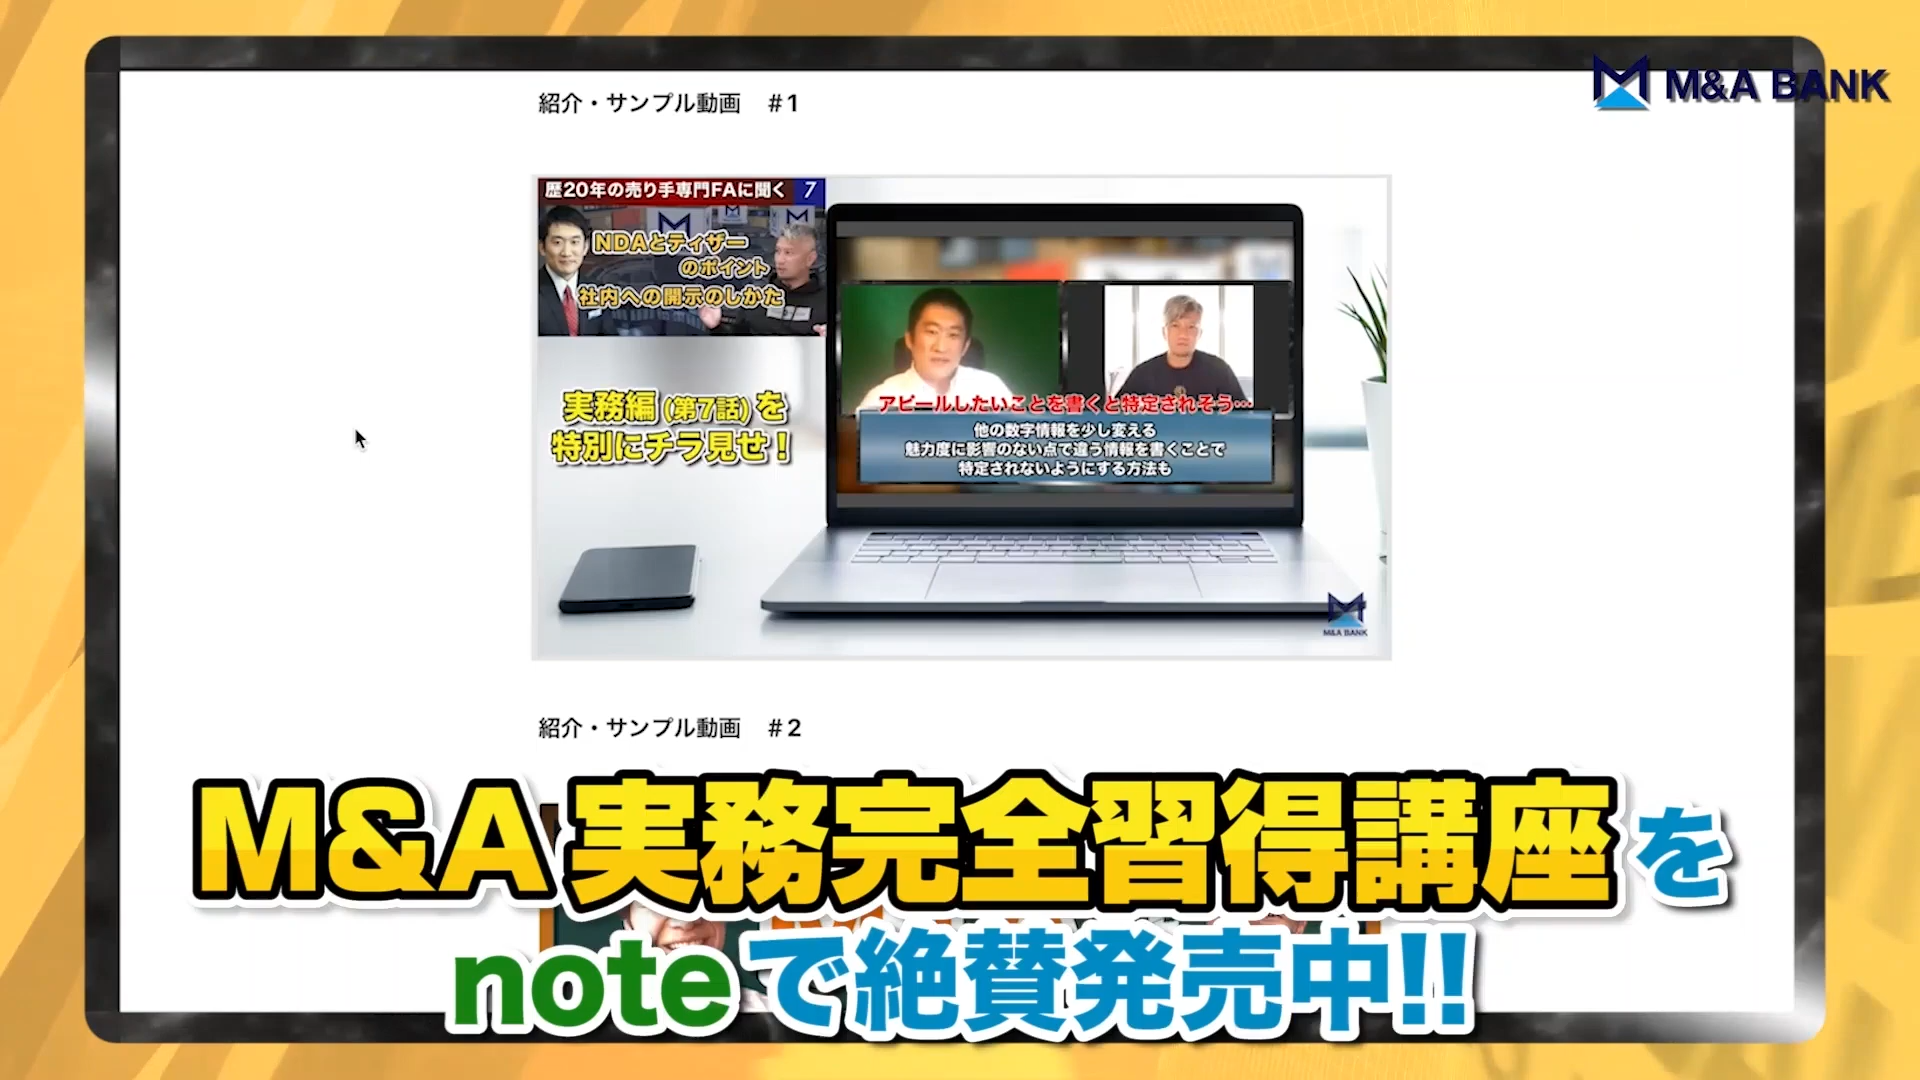 M&A BANK
紹介・サンプル動画　＃1
歴20年の売り手専門FAに聞く 7
NDAとティザー
のポイント
社内への開示のしかた
実務編(第7話)を
特別にチラ見せ！
アピールしたいことを書くと特定されそう…
他の数字情報を少し変える
魅力度に影響のない点で違う情報を書くことで
特定されないようにする方法も
M&A BANK
紹介・サンプル動画　＃2
M&A実務完全習得講座を
noteで絶賛発売中!!